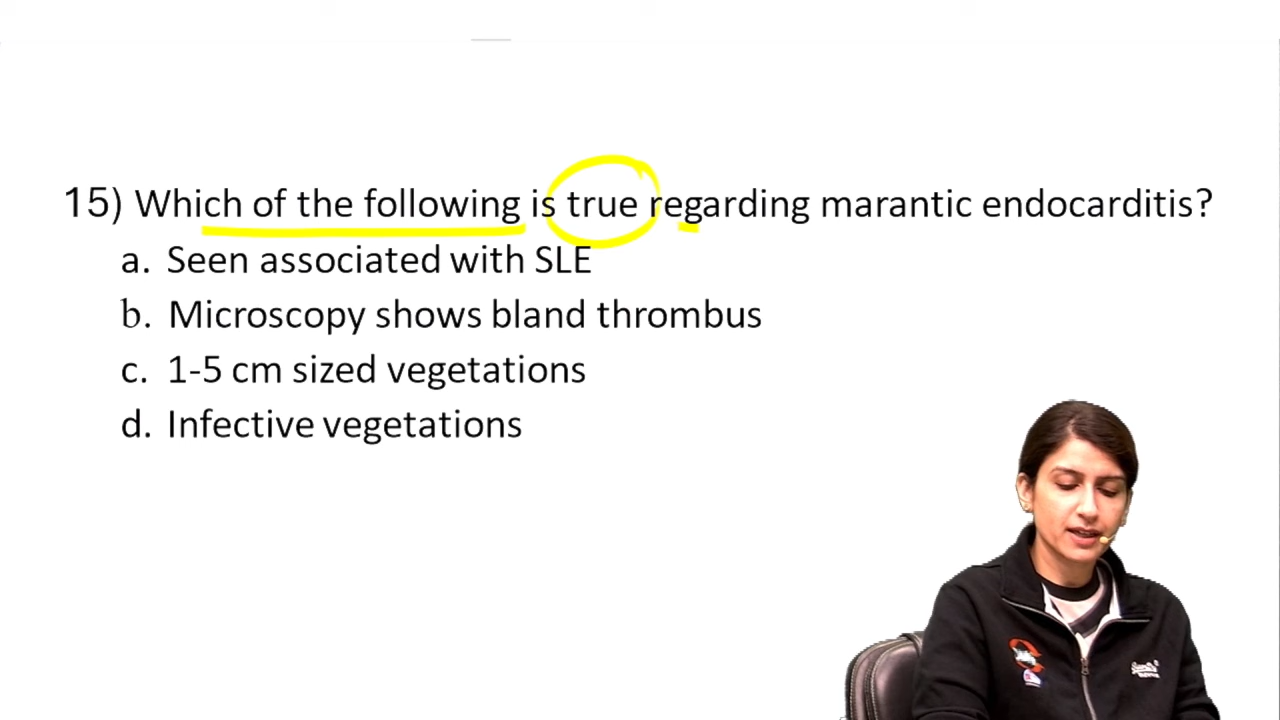 15) Which of the following is true regarding marantic endocarditis?
a. Seen associated with SLE
b. Microscopy shows bland thrombus
c. 1-5 cm sized vegetations
d. Infective vegetations